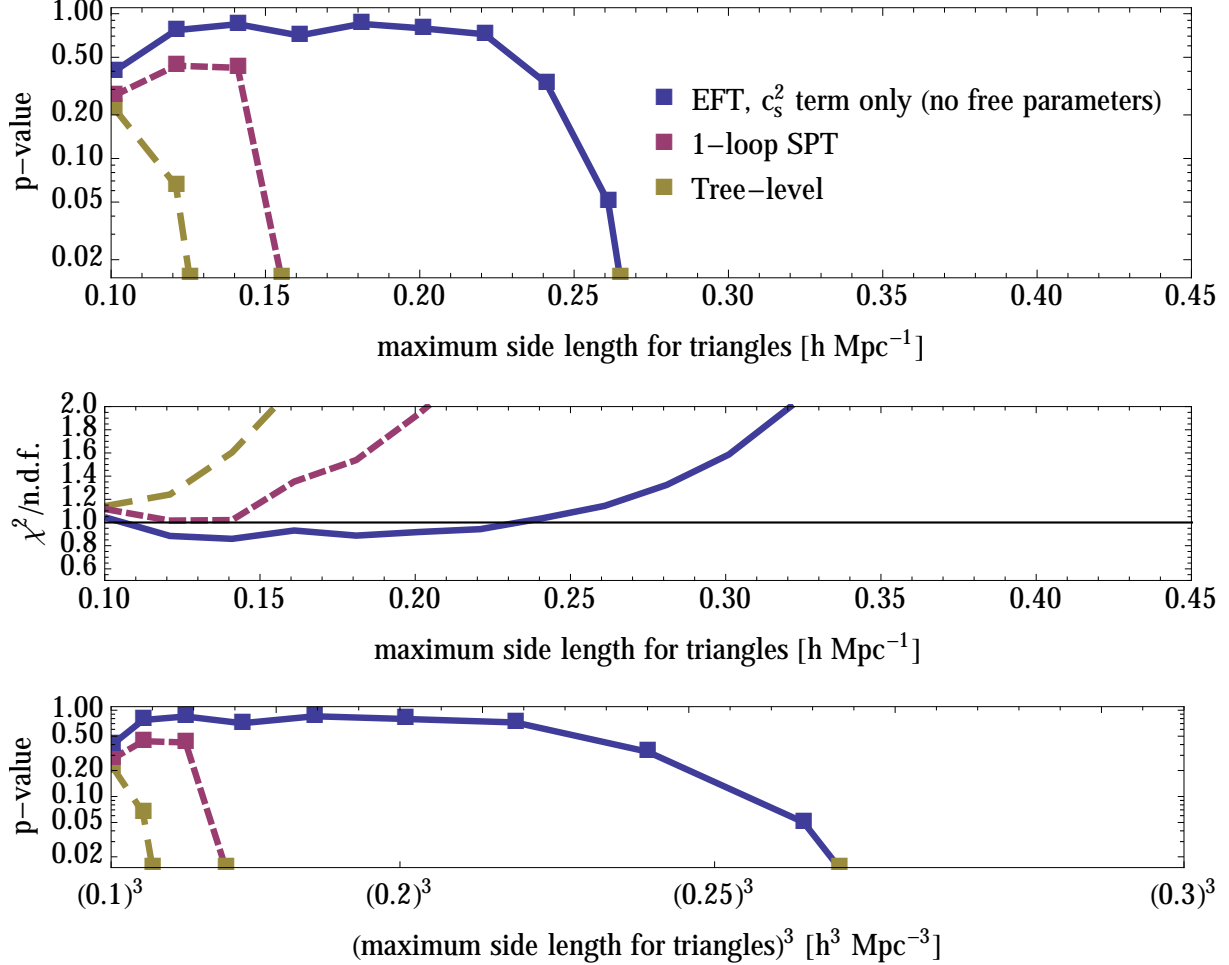 1.00
0.50
0.20
0.10
0.05
0.02
p−value
EFT, c_s^2 term only (no free parameters)
1−loop SPT
Tree−level
0.10 0.15 0.20 0.25 0.30 0.35 0.40 0.45
maximum side length for triangles [h Mpc^−1]
2.0
1.8
1.6
1.4
1.2
1.0
0.8
0.6
χ^2/n.d.f.
0.10 0.15 0.20 0.25 0.30 0.35 0.40 0.45
maximum side length for triangles [h Mpc^−1]
1.00
0.50
0.20
0.10
0.05
0.02
p−value
(0.1)^3 (0.2)^3 (0.25)^3 (0.3)^3
(maximum side length for triangles)^3 [h^3 Mpc^−3]